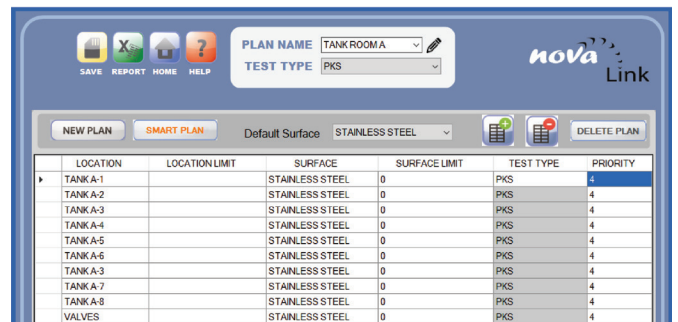 PLAN NAME TANK ROOM A
TEST TYPE PKS
SAVE REPORT HOME HELP
nova Link
NEW PLAN SMART PLAN Default Surface STAINLESS STEEL DELETE PLAN
LOCATION LOCATION LIMIT SURFACE SURFACE LIMIT TEST TYPE PRIORITY
TANK A-1 STAINLESS STEEL 0 PKS 4
TANK A-2 STAINLESS STEEL 0 PKS 4
TANK A-3 STAINLESS STEEL 0 PKS 4
TANK A-4 STAINLESS STEEL 0 PKS 4
TANK A-5 STAINLESS STEEL 0 PKS 4
TANK A-6 STAINLESS STEEL 0 PKS 4
TANK A-3 STAINLESS STEEL 0 PKS 4
TANK A-7 STAINLESS STEEL 0 PKS 4
TANK A-8 STAINLESS STEEL 0 PKS 4
VALVES STAINLESS STEEL 0 PKS 4